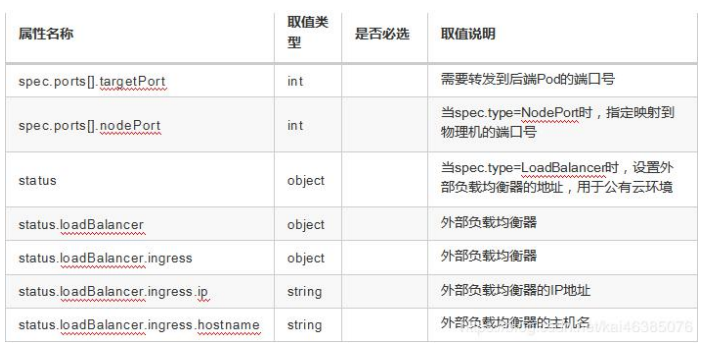 属性名称 取值类型 是否必选 取值说明
spec.ports[].targetPort int 需要转发到后端Pod的端口号
spec.ports[].nodePort int 当spec.type=NodePort时，指定映射到
物理机的端口号
status object 当spec.type=LoadBalancer时，设置外
部负载均衡器的地址，用于公有云环境
status.loadBalancer object 外部负载均衡器
status.loadBalancer.ingress object 外部负载均衡器
status.loadBalancer.ingress.ip string 外部负载均衡器的IP地址
status.loadBalancer.ingress.hostname string 外部负载均衡器的主机名